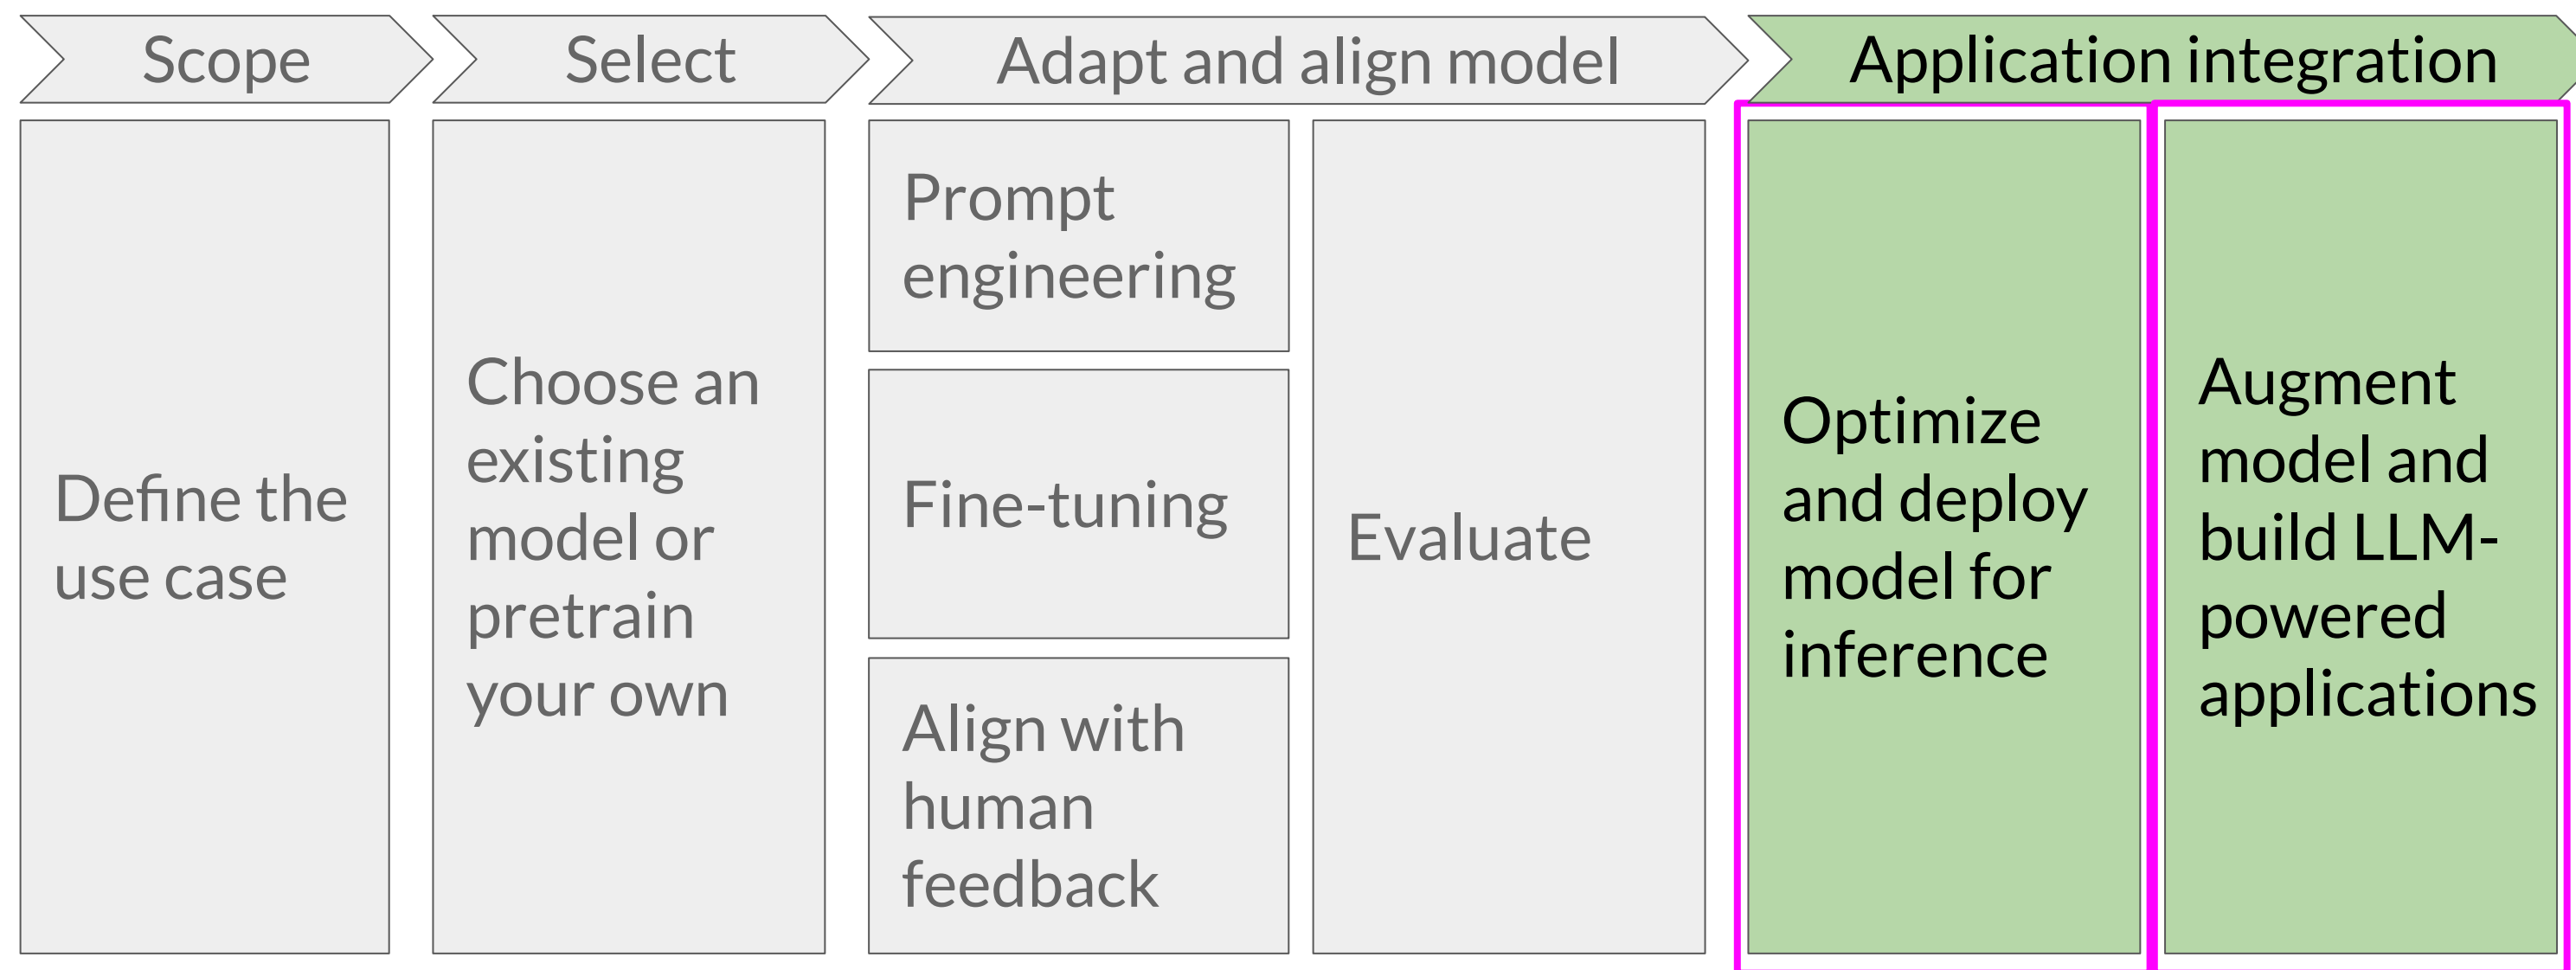 Scope
Select
Adapt and align model
Application integration
Define the
use case
Choose an
existing
model or
pretrain
your own
Prompt
engineering
Fine-tuning
Align with
human
feedback
Evaluate
Optimize
and deploy
model for
inference
Augment
model and
build LLM-
powered
applications